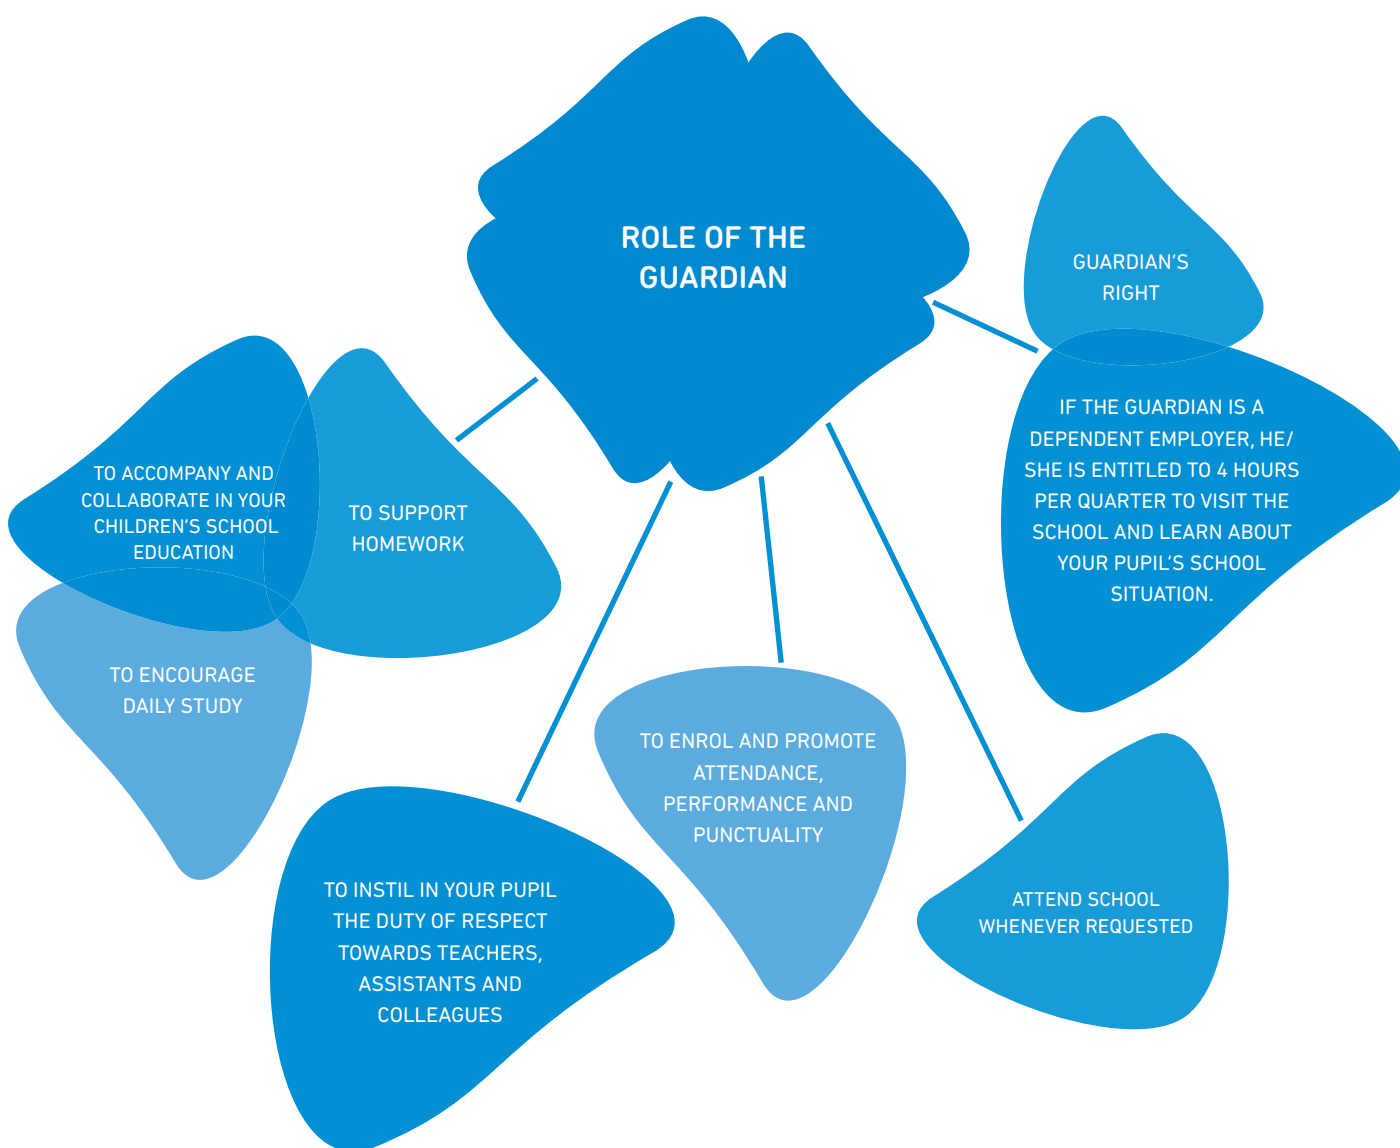 ROLE OF THE
GUARDIAN
GUARDIAN'S
RIGHT
IF THE GUARDIAN IS A
DEPENDENT EMPLOYER, HE/
SHE IS ENTITLED TO 4 HOURS
PER QUARTER TO VISIT THE
SCHOOL AND LEARN ABOUT
YOUR PUPIL'S SCHOOL
SITUATION.
TO ACCOMPANY AND
COLLABORATE IN YOUR
CHILDREN'S SCHOOL
EDUCATION
TO SUPPORT
HOMEWORK
TO ENCOURAGE
DAILY STUDY
TO INSTIL IN YOUR PUPIL
THE DUTY OF RESPECT
TOWARDS TEACHERS,
ASSISTANTS AND
COLLEAGUES
TO ENROL AND PROMOTE
ATTENDANCE,
PERFORMANCE AND
PUNCTUALITY
ATTEND SCHOOL
WHENEVER REQUESTED